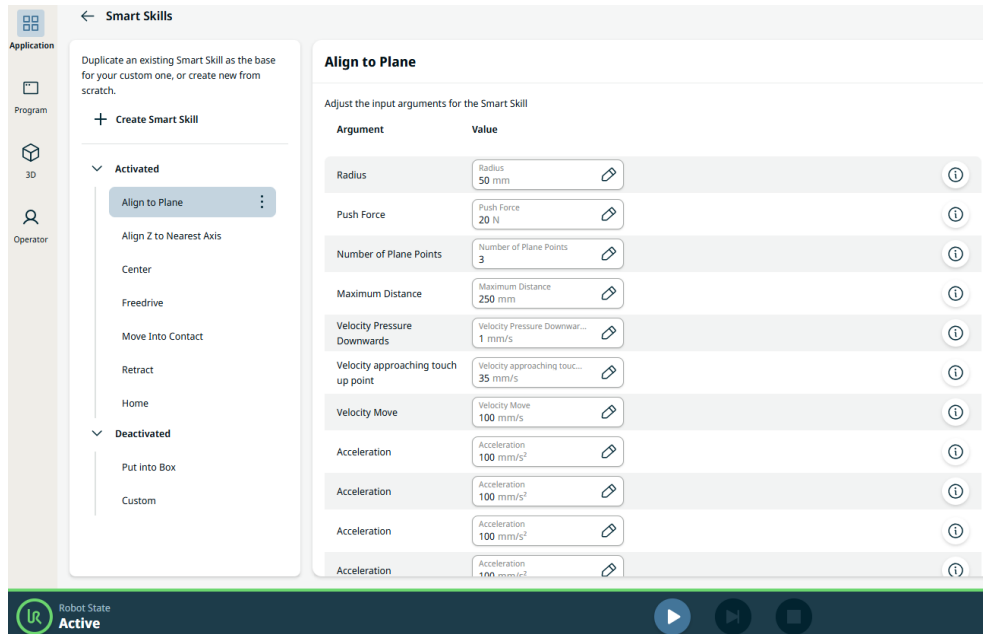 Smart Skills
Application
Program
3D
Operator
Duplicate an existing Smart Skill as the base
for your custom one, or create new from
scratch.
Create Smart Skill
Activated
Align to Plane
Align Z to Nearest Axis
Center
Freedrive
Move Into Contact
Retract
Home
Deactivated
Put into Box
Custom
Align to Plane
Adjust the input arguments for the Smart Skill
Argument Value
Radius
Radius
50 mm
Push Force
Push Force
20 N
Number of Plane Points
Number of Plane Points
3
Maximum Distance
Maximum Distance
250 mm
Velocity Pressure
Downwards
Velocity Pressure Downwar...
1 mm/s
Velocity approaching touch
up point
Velocity approaching touc...
35 mm/s
Velocity Move
Velocity Move
100 mm/s
Acceleration
Acceleration
100 mm/s²
Acceleration
Acceleration
100 mm/s²
Acceleration
Acceleration
100 mm/s²
Acceleration
Acceleration
100 mm/s²
UR
Robot State
Active